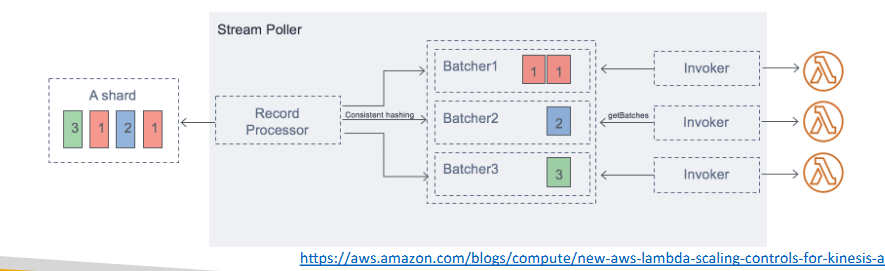 Stream Poller
A shard
3 1 2 1
Record
Processor
Consistent hashing
Batcher1
1 1
Batcher2
2
Batcher3
3
getBatches
Invoker
Invoker
Invoker
https://aws.amazon.com/blogs/compute/new-aws-lambda-scaling-controls-for-kinesis-a